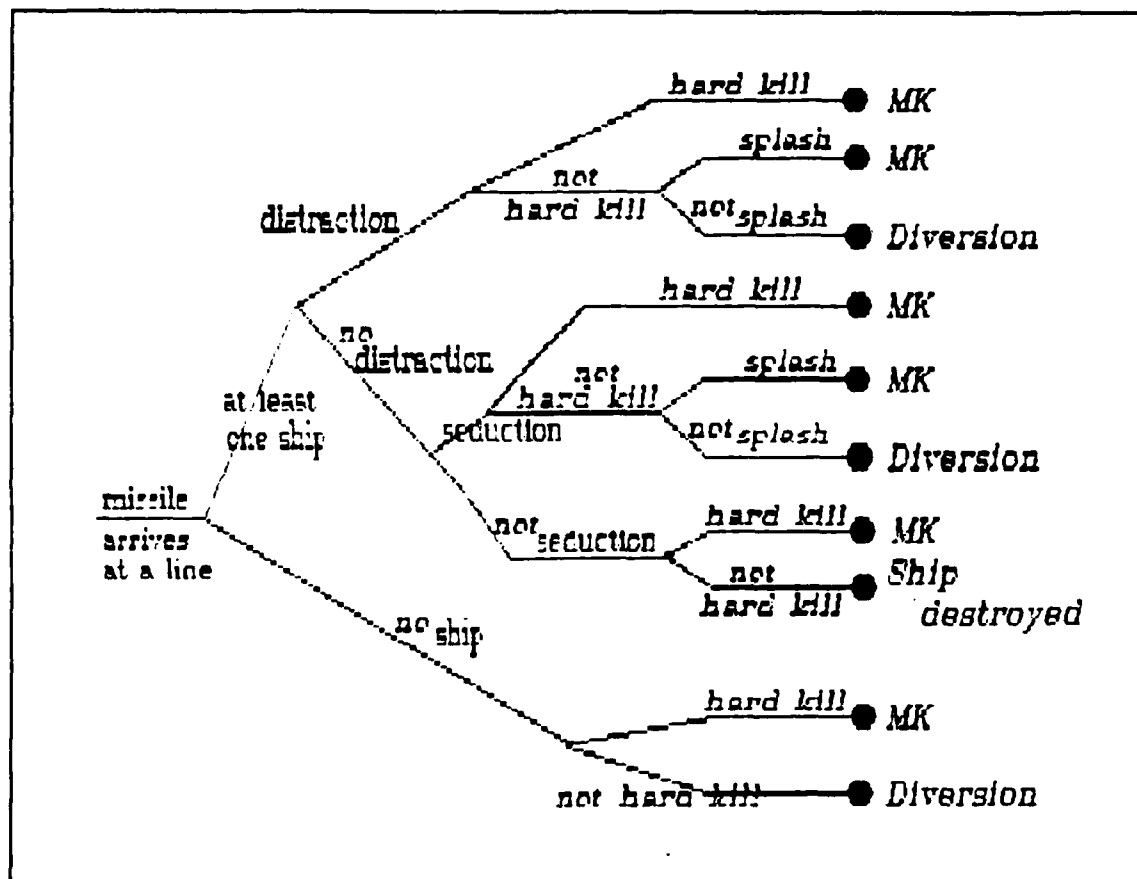 hard kill
MK
splash
MK
not
hard kill
not splash
Diversion
distraction
hard kill
MK
no
distraction
splash
MK
not
hard kill
at least
one ship
seduction
not splash
Diversion
missile
arrives
at a line
not seduction
hard kill
MK
not
hard kill
Ship
destroyed
no ship
hard kill
MK
not hard kill
Diversion